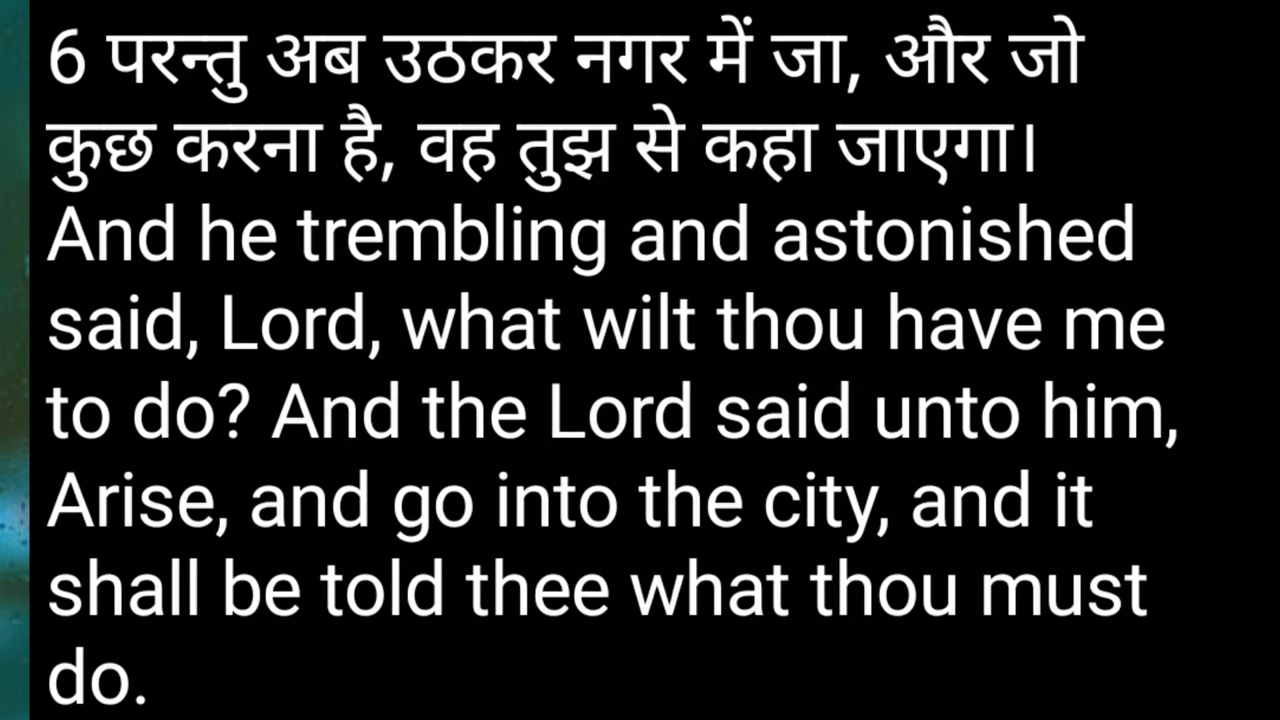 6 परन्तु अब उठकर नगर में जा, और जो
कुछ करना है, वह तुझ से कहा जाएगा।
And he trembling and astonished
said, Lord, what wilt thou have me
to do? And the Lord said unto him,
Arise, and go into the city, and it
shall be told thee what thou must
do.